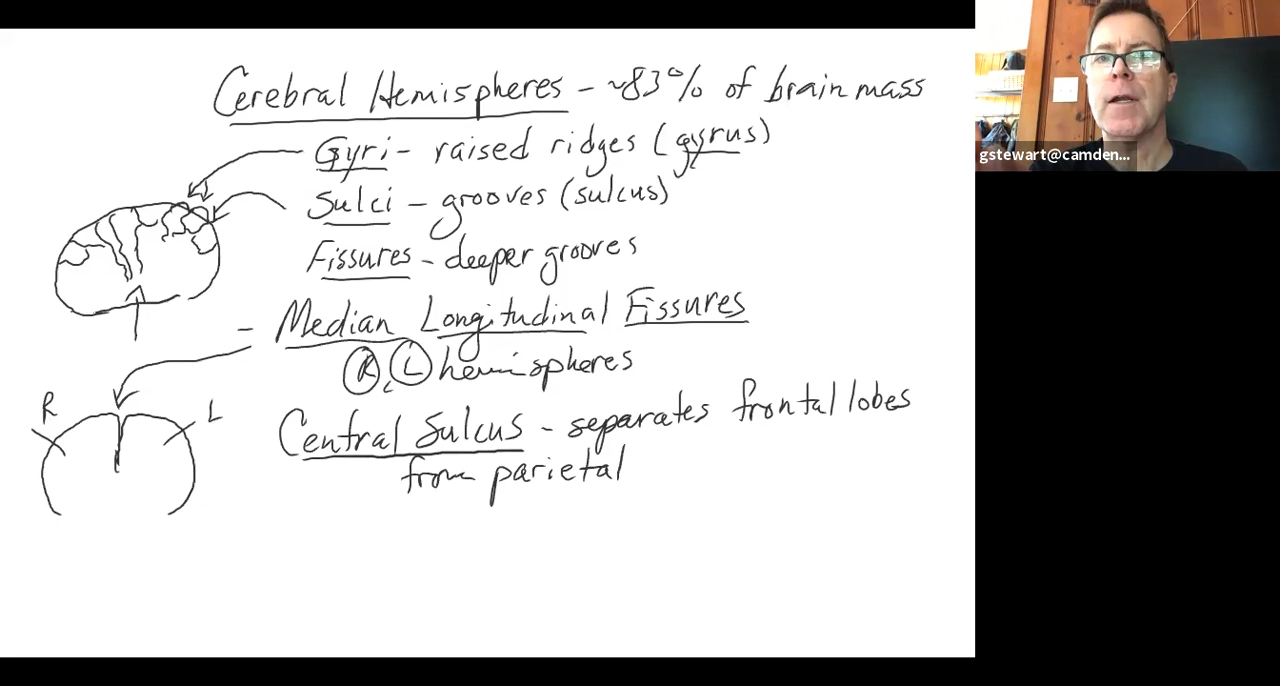 Cerebral Hemispheres - ~83% of brain mass
Gyri - raised ridges (gyrus)
Sulci - grooves (sulcus)
Fissures - deeper grooves
- Median Longitudinal Fissures
R, L hemispheres
Central Sulcus - separates frontal lobes
from parietal
R L
gstewart@camden...